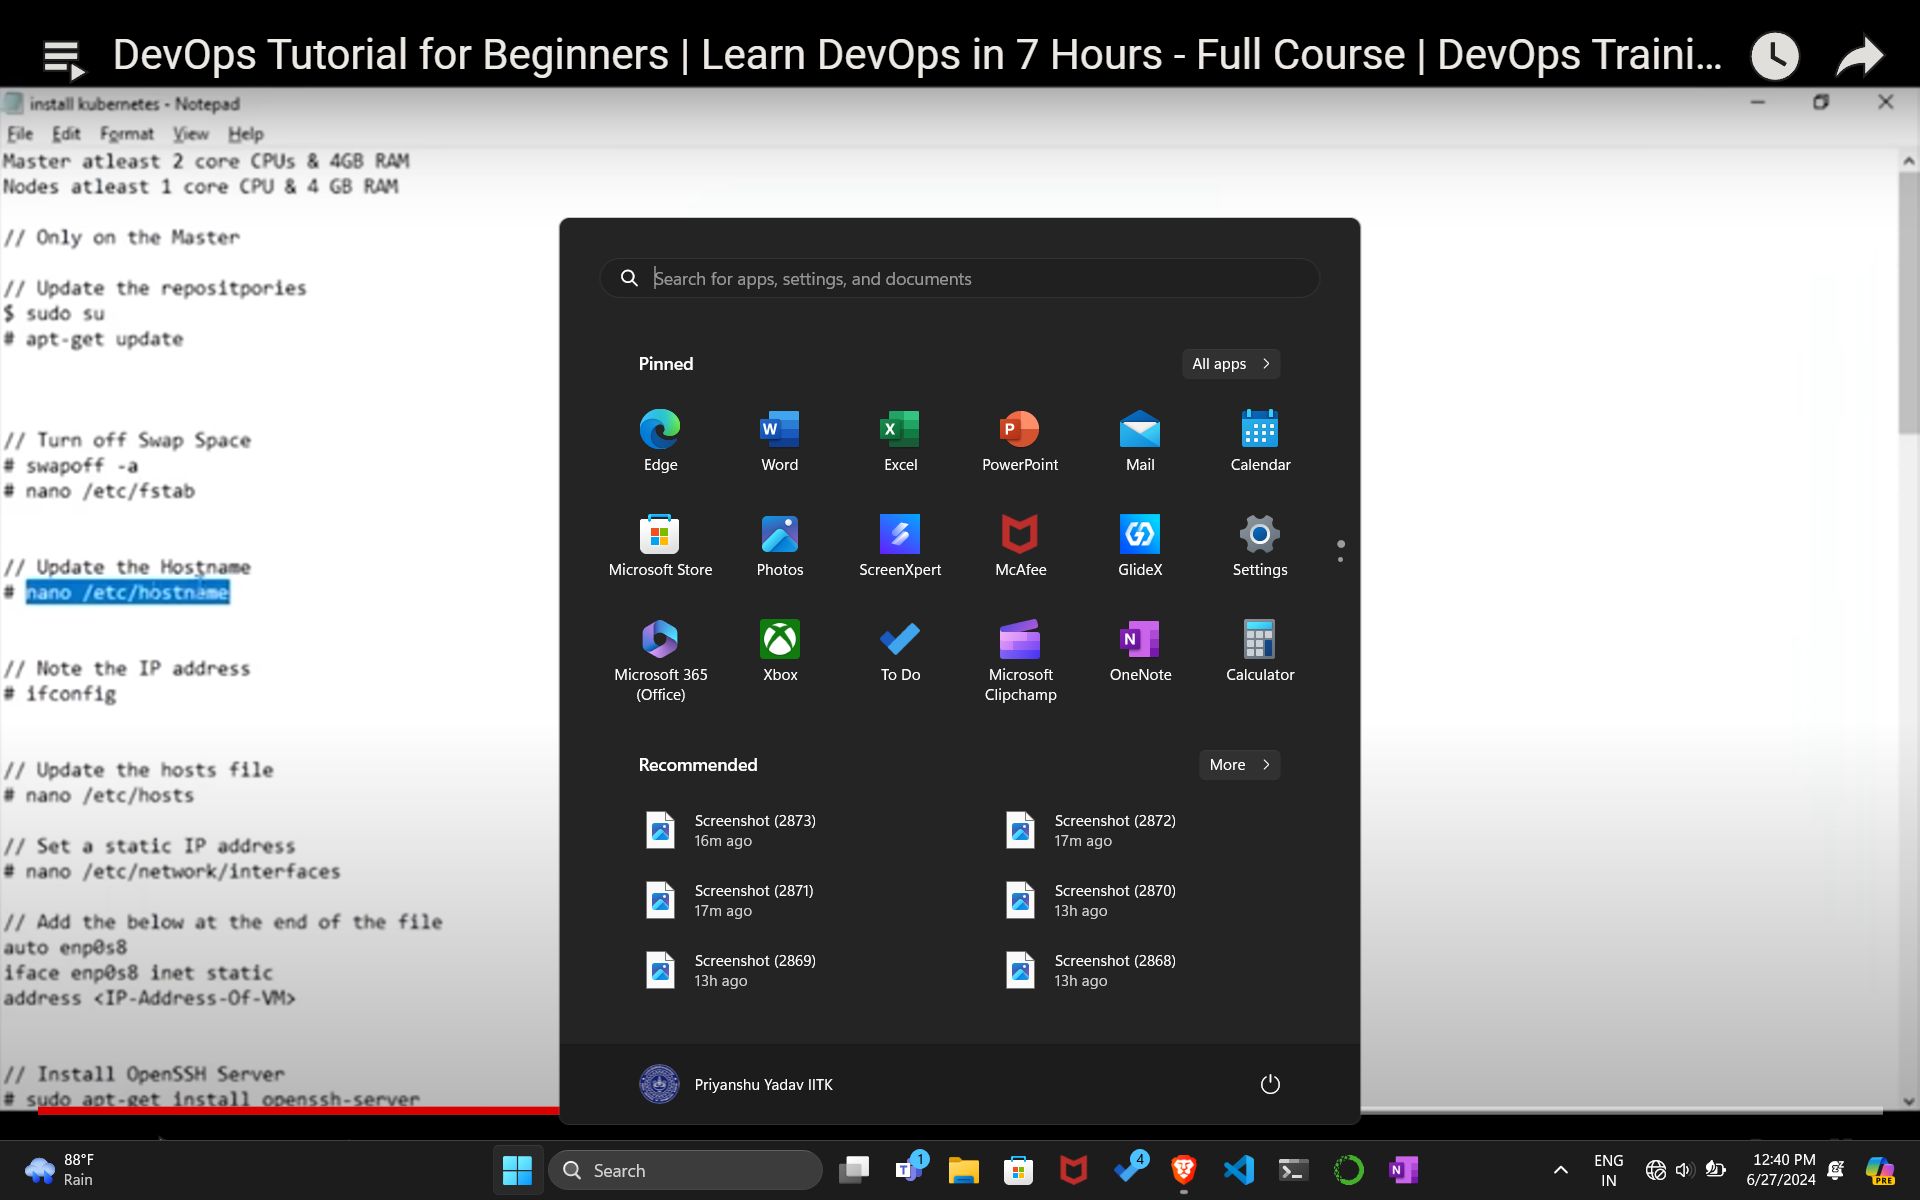 DevOps Tutorial for Beginners | Learn DevOps in 7 Hours - Full Course | DevOps Traini...
install kubernetes - Notepad
File Edit Format View Help
Master atleast 2 core CPUs & 4GB RAM
Nodes atleast 1 core CPU & 4 GB RAM
// Only on the Master
// Update the repositpories
$ sudo su
# apt-get update
// Turn off Swap Space
# swapoff -a
# nano /etc/fstab
// Update the Hostname
# nano /etc/hostname
// Note the IP address
# ifconfig
// Update the hosts file
# nano /etc/hosts
// Set a static IP address
# nano /etc/network/interfaces
// Add the below at the end of the file
auto enp0s8
iface enp0s8 inet static
address <IP-Address-Of-VM>
// Install OpenSSH Server
# sudo apt-get install openssh-server
Search for apps, settings, and documents
Pinned
All apps
Edge
Word
Excel
PowerPoint
Mail
Calendar
Microsoft Store
Photos
ScreenXpert
McAfee
GlideX
Settings
Microsoft 365
(Office)
Xbox
To Do
Microsoft
Clipchamp
OneNote
Calculator
Recommended
More
Screenshot (2873)
16m ago
Screenshot (2872)
17m ago
Screenshot (2871)
17m ago
Screenshot (2870)
13h ago
Screenshot (2869)
13h ago
Screenshot (2868)
13h ago
Priyanshu Yadav IITK
88°F
Rain
Search
1
4
ENG
IN
12:40 PM
6/27/2024
PRE